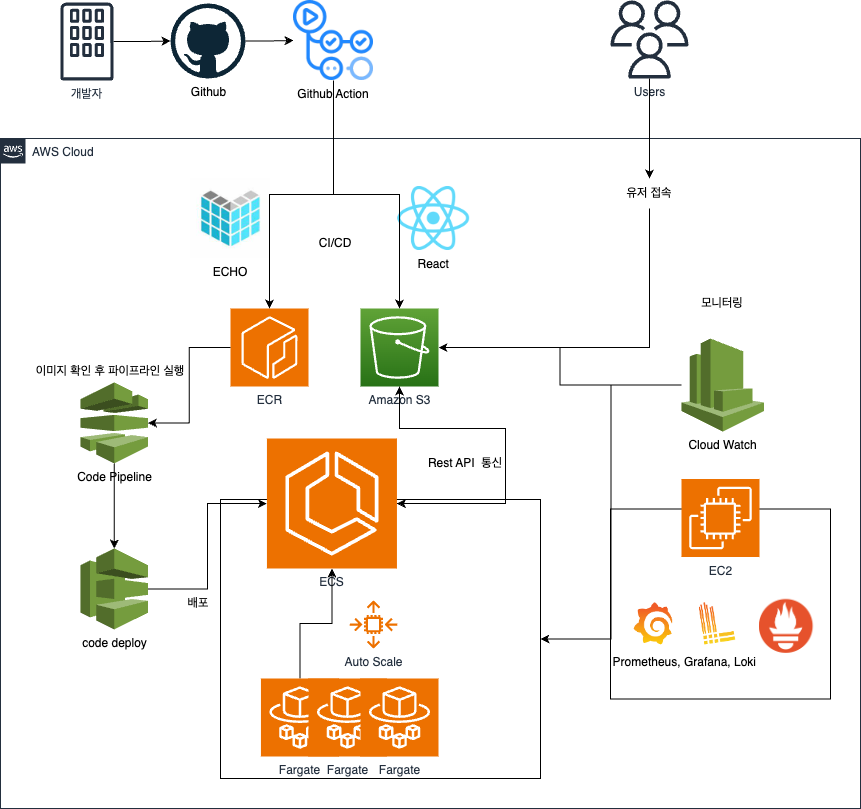 개발자
Github
Github Action
Users
aws
AWS Cloud
유저 접속
ECHO
CI/CD
React
모니터링
이미지 확인 후 파이프라인 실행
ECR
Amazon S3
Cloud Watch
Code Pipeline
Rest API 통신
EC2
ECS
배포
code deploy
Auto Scale
Prometheus, Grafana, Loki
Fargate
Fargate
Fargate